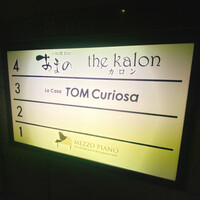 4 あまの the kalon
カロン
3 La Casa TOM Curiosa
2
1 MEZZO PIANO